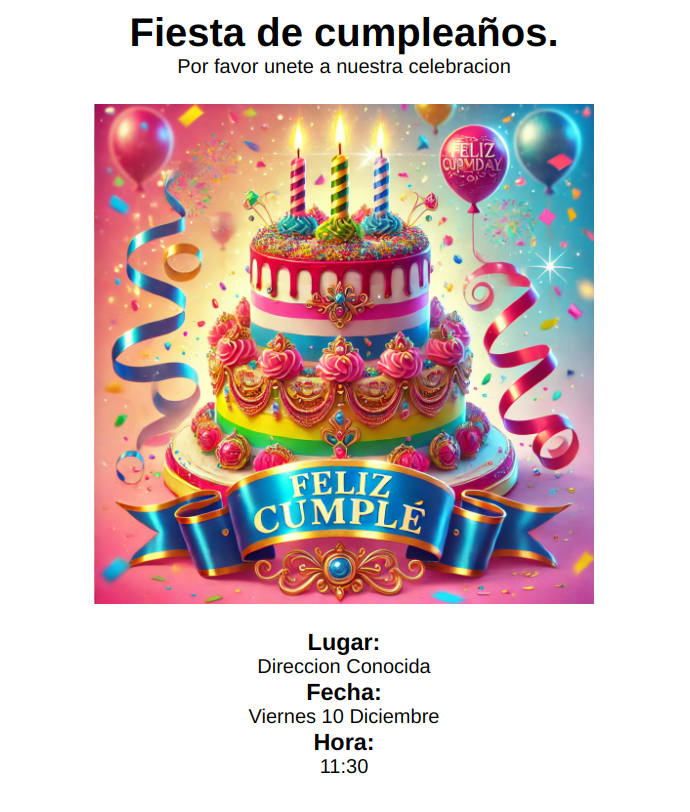 Fiesta de cumpleaños.
Por favor unete a nuestra celebracion
FELIZ
CUPMDAY
FELIZ
CUMPLÉ
Lugar:
Direccion Conocida
Fecha:
Viernes 10 Diciembre
Hora:
11:30